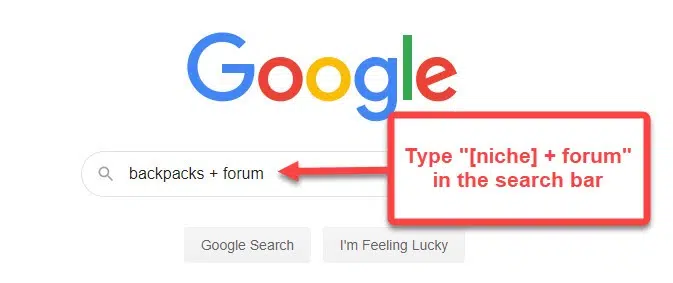 Google
backpacks + forum
Type "[niche] + forum"
in the search bar
Google Search
I'm Feeling Lucky